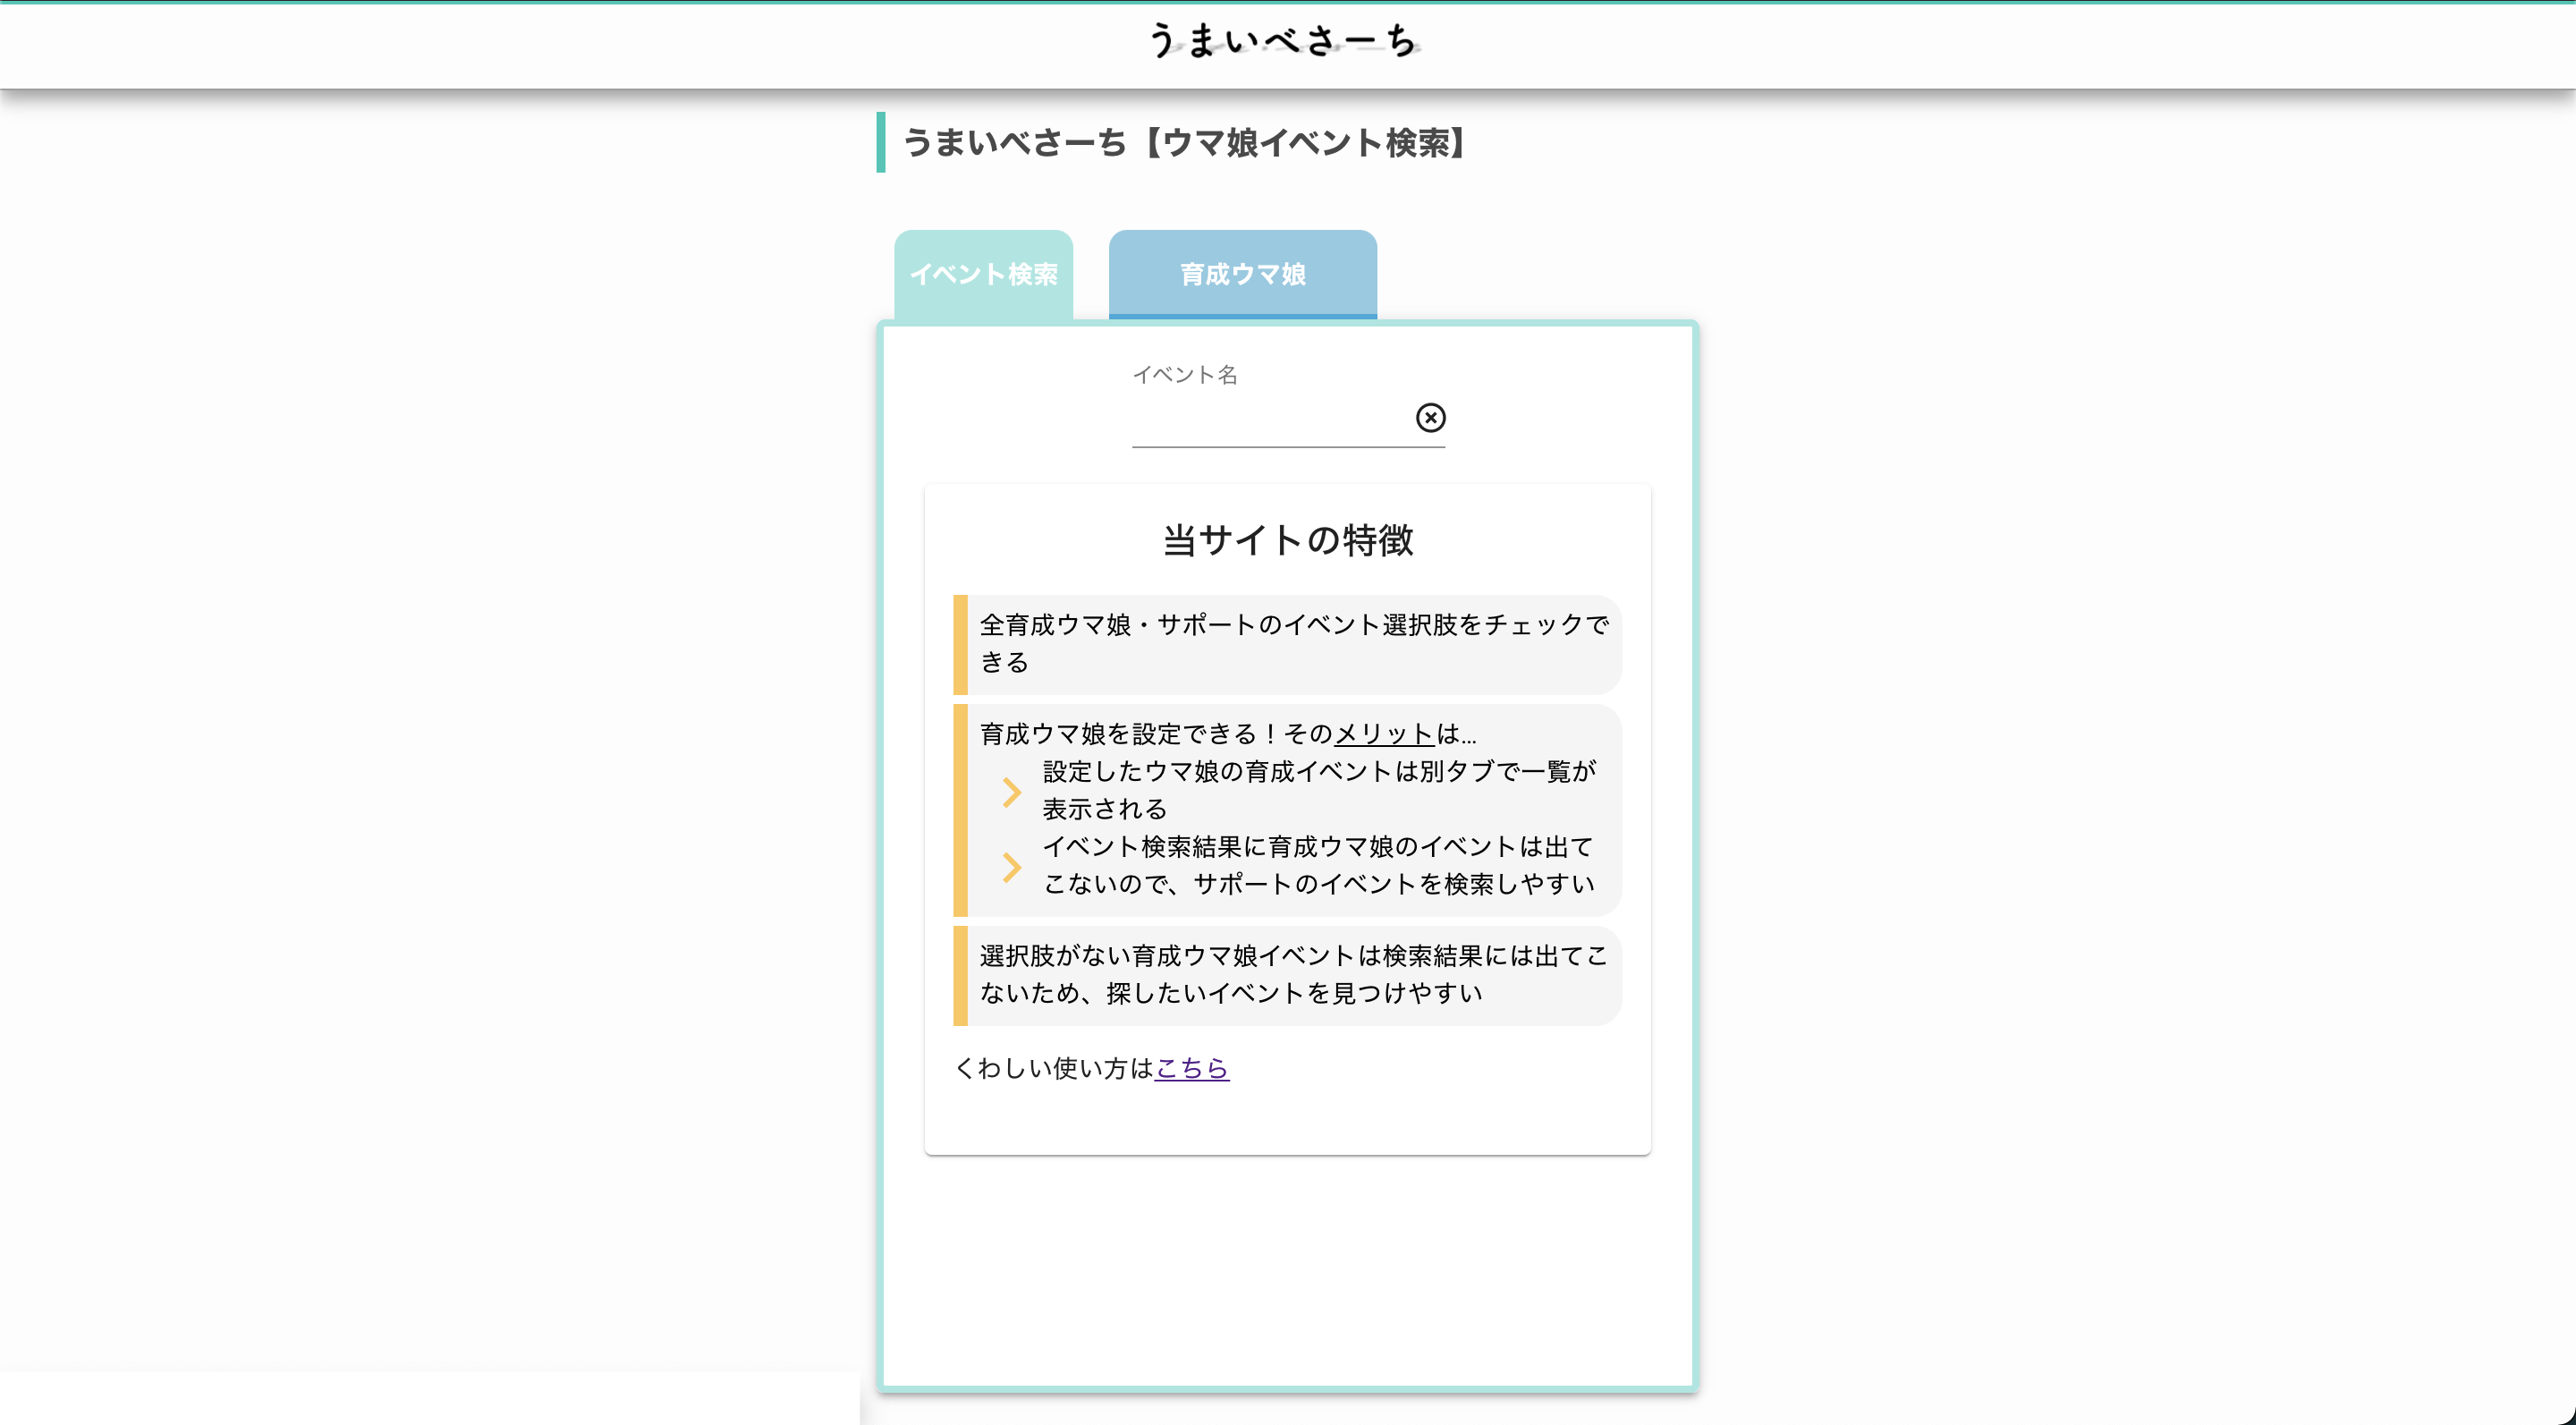 うまいべさーち
うまいべさーち【ウマ娘イベント検索】
イベント検索
育成ウマ娘
イベント名
当サイトの特徴
全育成ウマ娘・サポートのイベント選択肢をチェックで
きる
育成ウマ娘を設定できる！そのメリットは...
設定したウマ娘の育成イベントは別タブで一覧が
表示される
イベント検索結果に育成ウマ娘のイベントは出て
こないので、サポートのイベントを検索しやすい
選択肢がない育成ウマ娘イベントは検索結果には出てこ
ないため、探したいイベントを見つけやすい
くわしい使い方はこちら